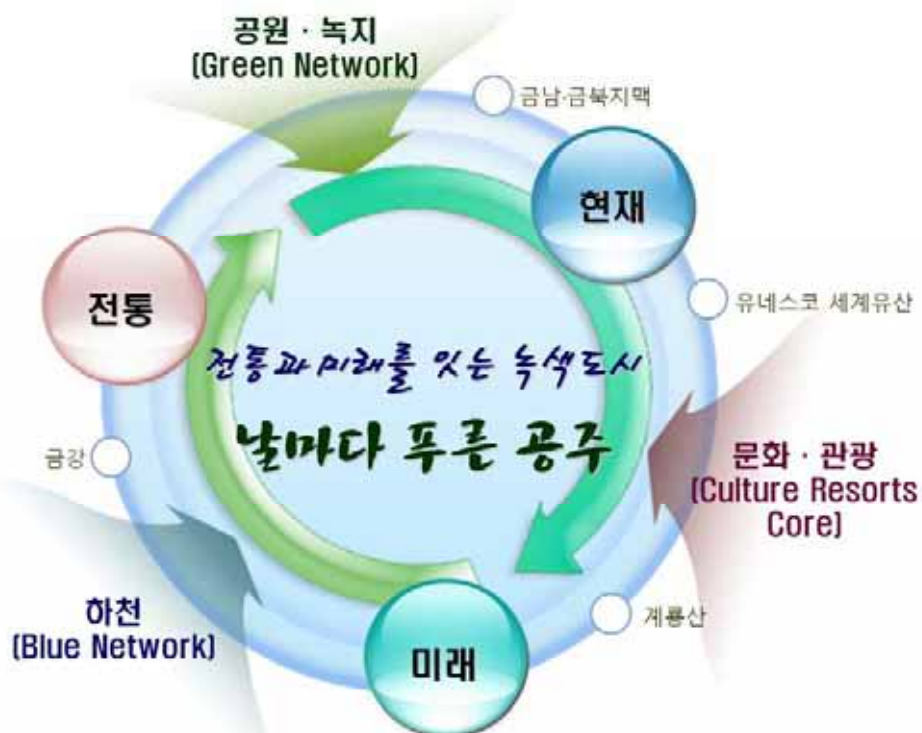 공원 · 녹지
(Green Network)
금남·금북지맥
현재
전통
유네스코 세계유산
전통과 미래를 잇는 녹색도시
날마다 푸른 공주
금강
문화 · 관광
(Culture Resorts
Core)
하천
(Blue Network)
계룡산
미래